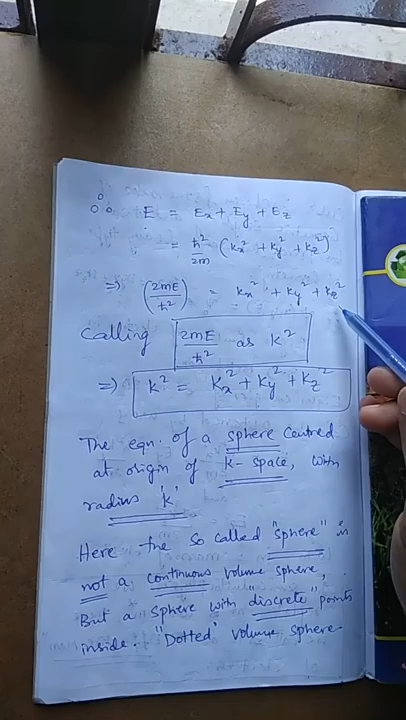 ∴ E = Ex + Ey + Ez
= ħ²/2m (kx² + ky² + kz²)
⇒ (2mE/ħ²) = kx² + ky² + kz²
Calling 2mE/ħ² as k²
⇒ k² = kx² + ky² + kz²
The eqn. of a sphere centred
at origin of k-space, with
radius 'k'
Here the so called "sphere" is
not a continuous volume sphere,
But a sphere with "discrete" points
inside. "Dotted" volume sphere.